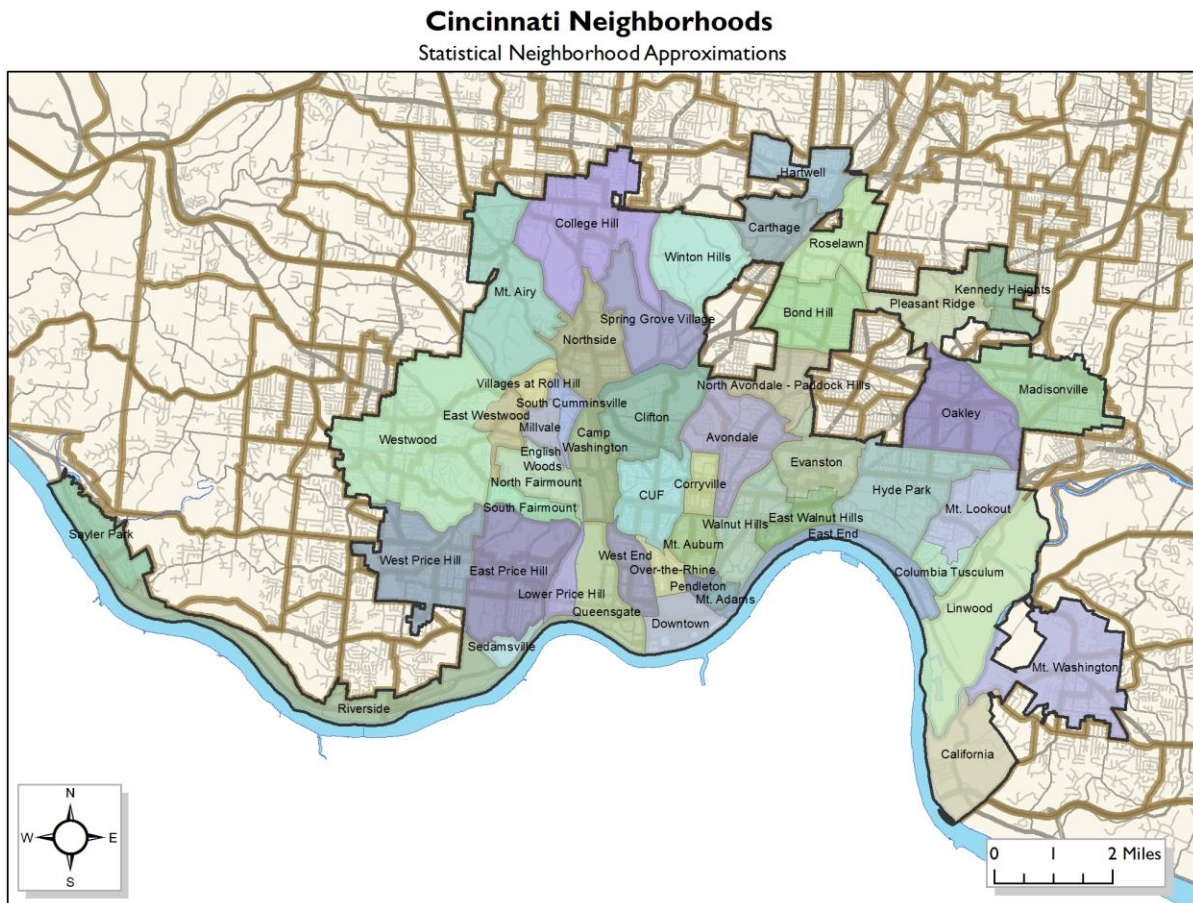 Cincinnati Neighborhoods
Statistical Neighborhood Approximations
Hartwell
College Hill
Carthage
Roselawn
Winton Hills
Mt. Airy
Kennedy Heights
Pleasant Ridge
Bond Hill
Spring Grove Village
Northside
Villages at Roll Hill
North Avondale - Paddock Hills
Madisonville
South Cumminsville
East Westwood
Clifton
Oakley
Millvale
Camp
Washington
Westwood
Avondale
English
Woods
Evanston
North Fairmount
Corryville
Hyde Park
CUF
South Fairmount
Mt. Lookout
Walnut Hills
East Walnut Hills
Sayler Park
East End
Mt. Auburn
West End
West Price Hill
East Price Hill
Over-the-Rhine
Columbia Tusculum
Pendleton
Lower Price Hill
Mt. Adams
Linwood
Queensgate
Downtown
Sedamsville
Mt. Washington
Riverside
California
N
W
E
S
0 1 2 Miles